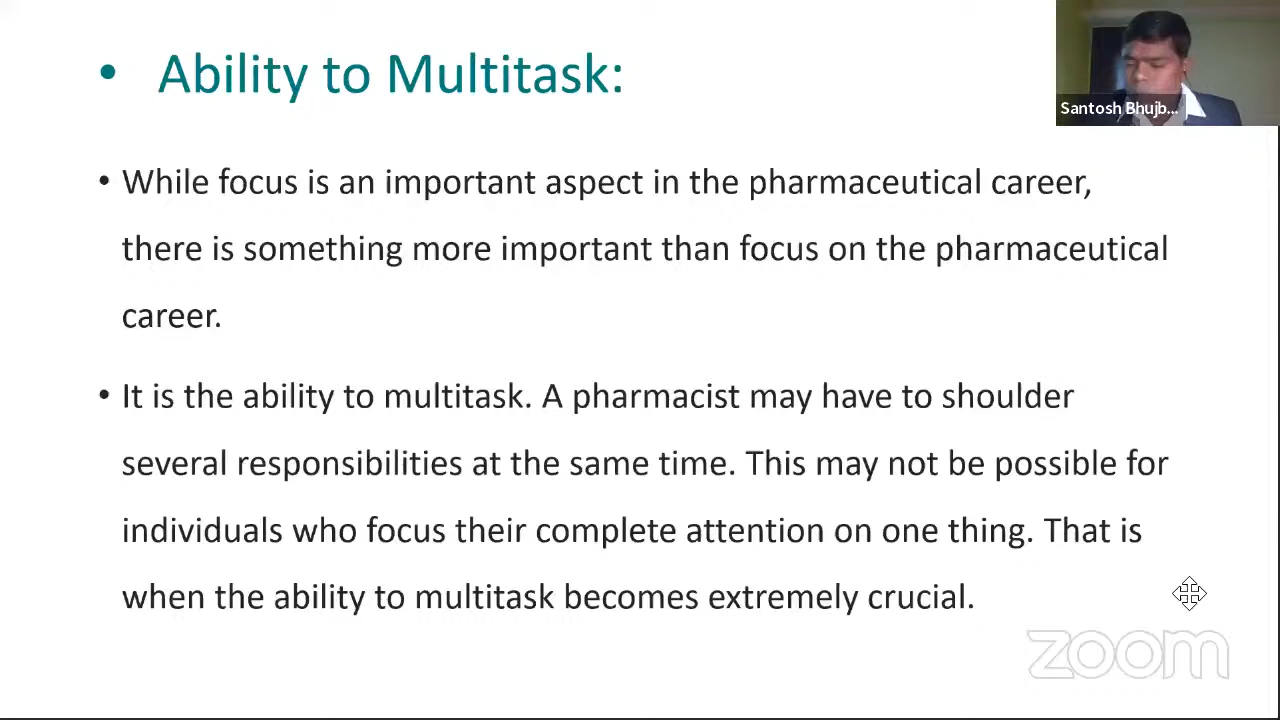 • Ability to Multitask:
Santosh Bhujb...
• While focus is an important aspect in the pharmaceutical career,
there is something more important than focus on the pharmaceutical
career.
• It is the ability to multitask. A pharmacist may have to shoulder
several responsibilities at the same time. This may not be possible for
individuals who focus their complete attention on one thing. That is
when the ability to multitask becomes extremely crucial.
zoom